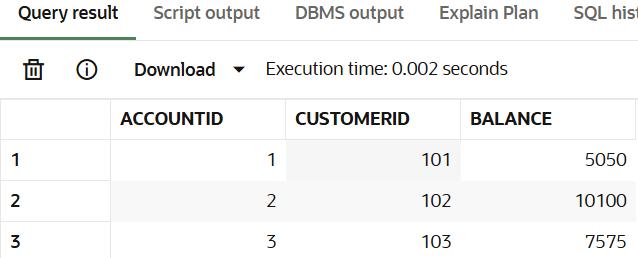 Query result Script output DBMS output Explain Plan SQL his
Download Execution time: 0.002 seconds
ACCOUNTID CUSTOMERID BALANCE
1 1 101 5050
2 2 102 10100
3 3 103 7575